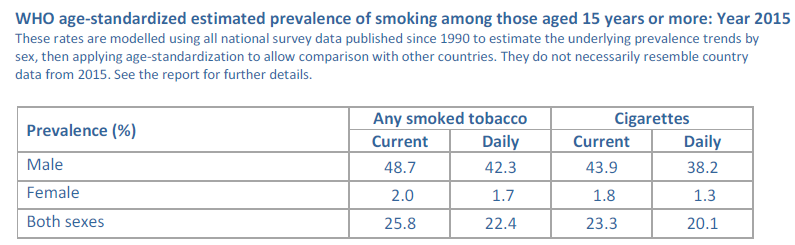 WHO age-standardized estimated prevalence of smoking among those aged 15 years or more: Year 2015
These rates are modelled using all national survey data published since 1990 to estimate the underlying prevalence trends by
sex, then applying age-standardization to allow comparison with other countries. They do not necessarily resemble country
data from 2015. See the report for further details.
Prevalence (%) Any smoked tobacco Cigarettes
Current Daily Current Daily
Male 48.7 42.3 43.9 38.2
Female 2.0 1.7 1.8 1.3
Both sexes 25.8 22.4 23.3 20.1